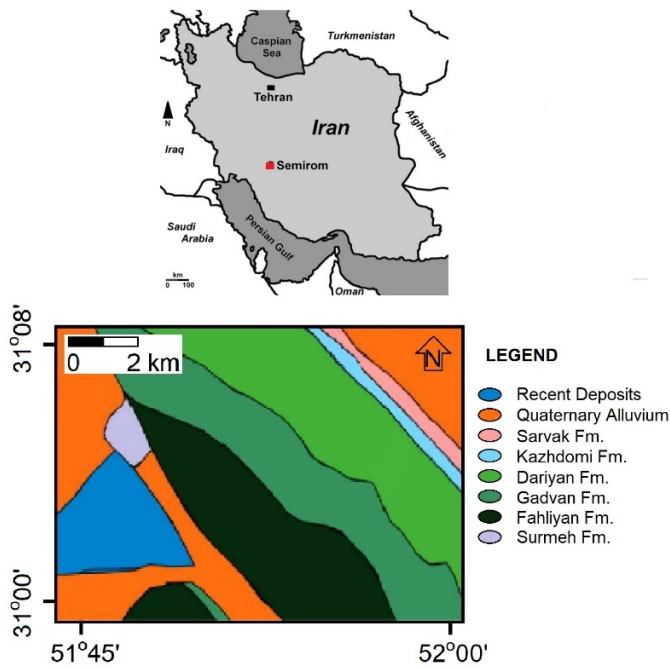 Caspian
Sea
Turkmenistan
Tehran
N
Iran
Afghanistan
Iraq
Semirom
Saudi
Arabia
Persian Gulf
km
0 100
Oman
31°08'
0 2 km
N
LEGEND
Recent Deposits
Quaternary Alluvium
Sarvak Fm.
Kazhdomi Fm.
Dariyan Fm.
Gadvan Fm.
Fahliyan Fm.
Surmeh Fm.
31°00'
51°45'
52°00'